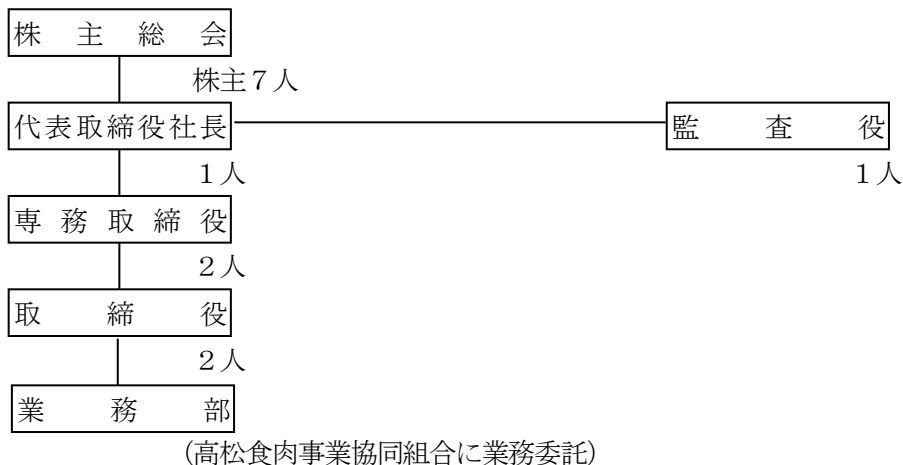 株主総会
株主７人
代表取締役社長 監査役
１人 １人
専務取締役
２人
取締役
２人
業務部
(高松食肉事業協同組合に業務委託)